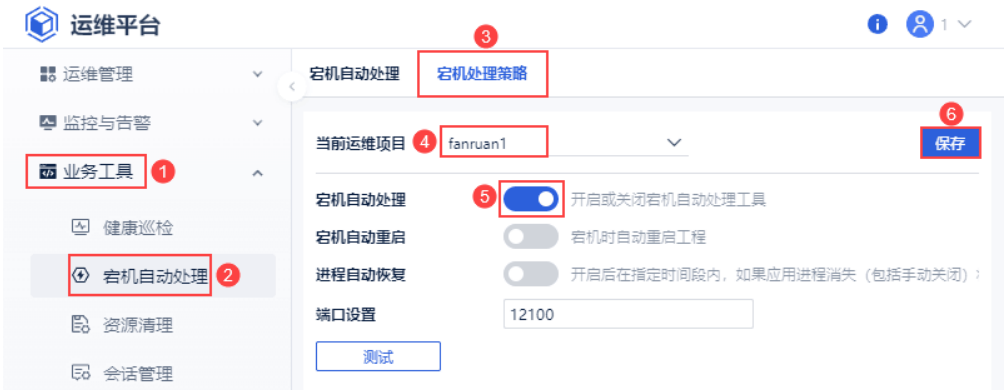 运维平台
1
3
运维管理
宕机自动处理
宕机处理策略
监控与告警
6
当前运维项目
4
fanruan1
保存
业务工具
1
宕机自动处理
5
开启或关闭宕机自动处理工具
健康巡检
宕机自动重启
宕机时自动重启工程
宕机自动处理
2
进程自动恢复
开启后在指定时间段内，如果应用进程消失（包括手动关闭）
资源清理
端口设置
12100
测试
会话管理